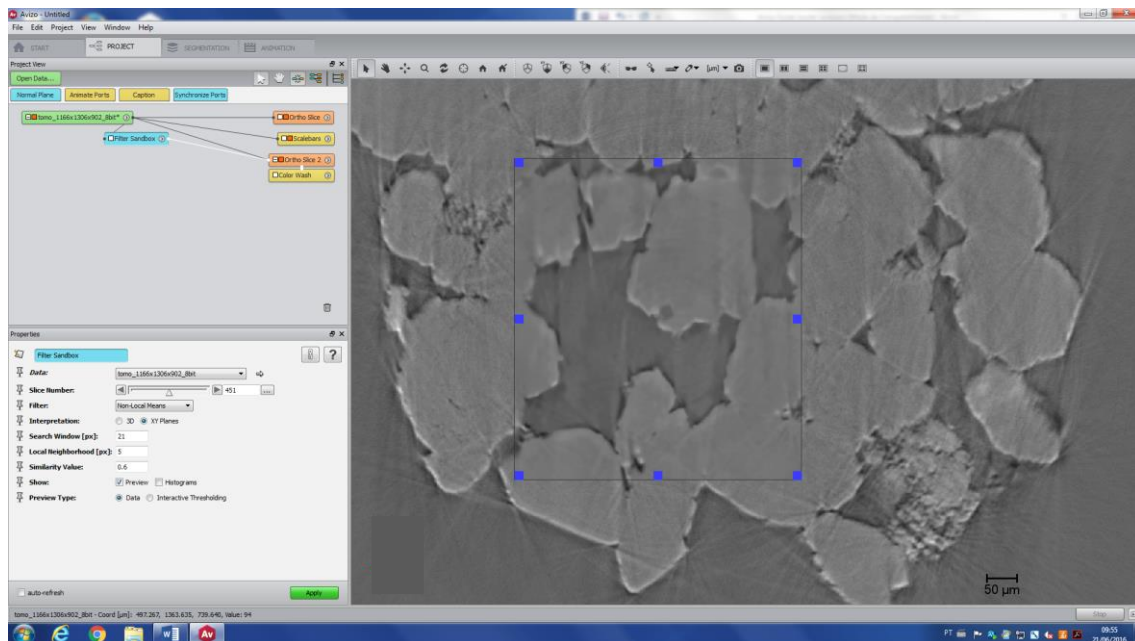 Avizo - Untitled
File Edit Project View Window Help
START PROJECT SEGMENTATION ANIMATION
Project View
Open Data...
Normal Plane Animate Ports Caption Synchronize Ports
tomo_1166x1306x902_8bit* Ortho Slice
Filter Sandbox Scalebars
Ortho Slice 2
Color Wash
[µm]
Properties
Filter Sandbox ?
Data: tomo_1166x1306x902_8bit
Slice Number: 451 ...
Filter: Non-Local Means
Interpretation: 3D XY Planes
Search Window [px]: 21
Local Neighborhood [px]: 5
Similarity Value: 0.6
Show: Preview Histograms
Preview Type: Data Interactive Thresholding
50 µm
auto-refresh Apply
tomo_1166x1306x902_8bit - Coord [µm]: 497.267, 1363.635, 739.640, Value: 94 Stop
W Av PT 09:55